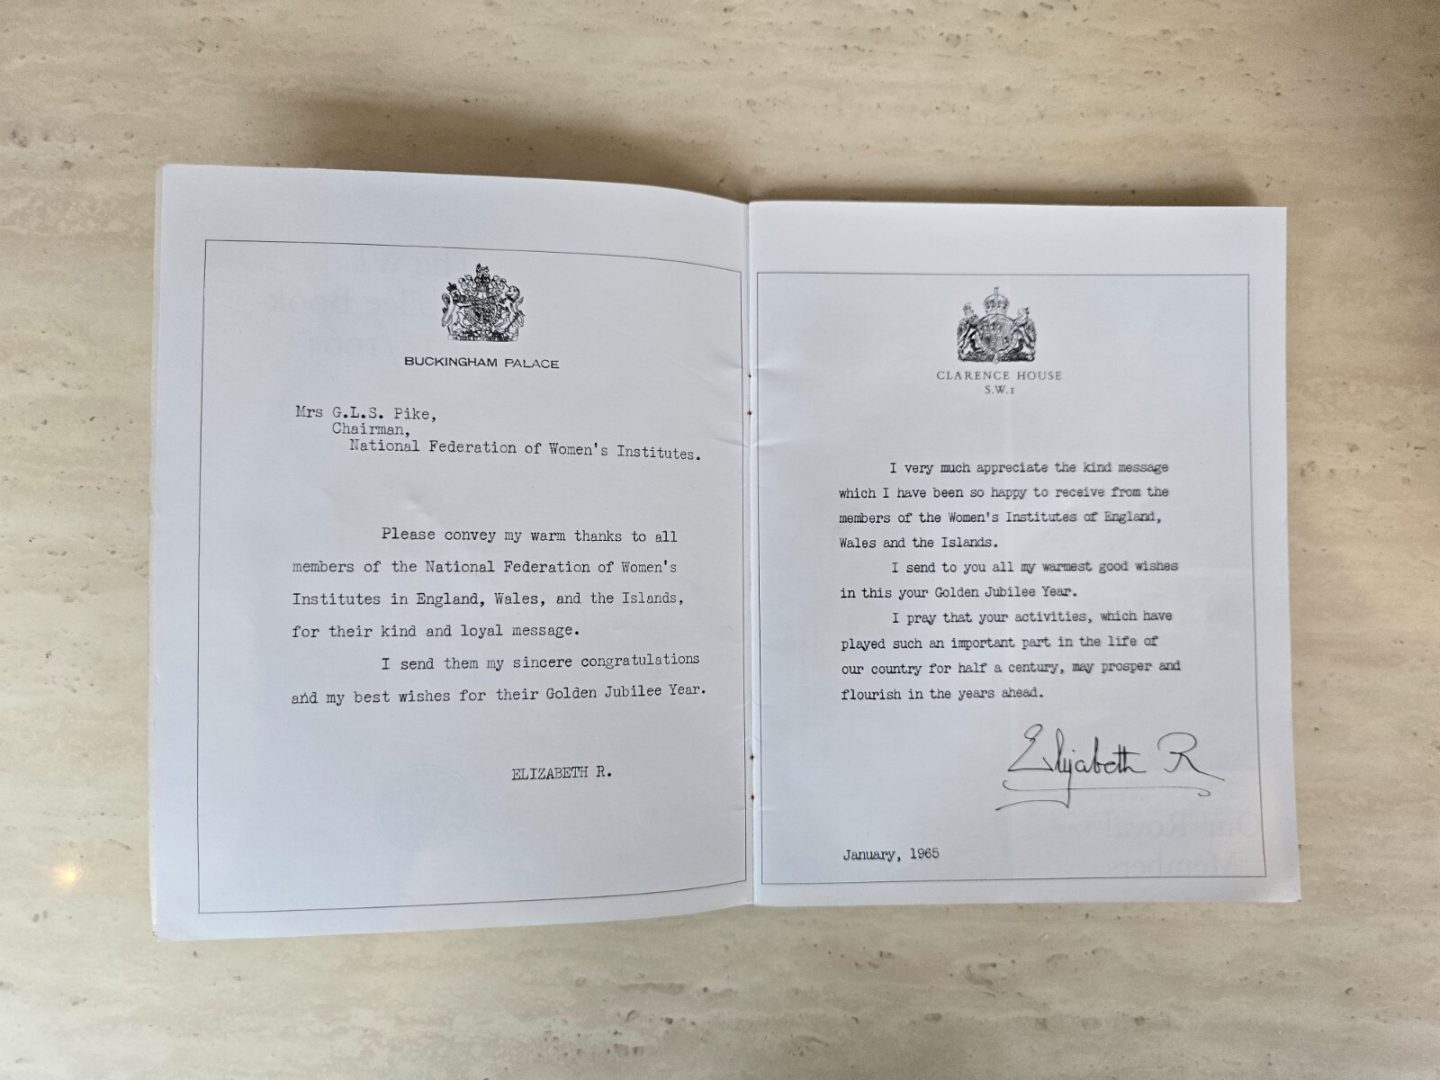 BUCKINGHAM PALACE
Mrs G.L.S. Pike,
Chairman,
National Federation of Women's Institutes.
Please convey my warm thanks to all
members of the National Federation of Women's
Institutes in England, Wales, and the Islands,
for their kind and loyal message.
I send them my sincere congratulations
and my best wishes for their Golden Jubilee Year.
ELIZABETH R.
CLARENCE HOUSE
S.W.1
I very much appreciate the kind message
which I have been so happy to receive from the
members of the Women's Institutes of England,
Wales and the Islands.
I send to you all my warmest good wishes
in this your Golden Jubilee Year.
I pray that your activities, which have
played such an important part in the life of
our country for half a century, may prosper and
flourish in the years ahead.
Elizabeth R
January, 1965